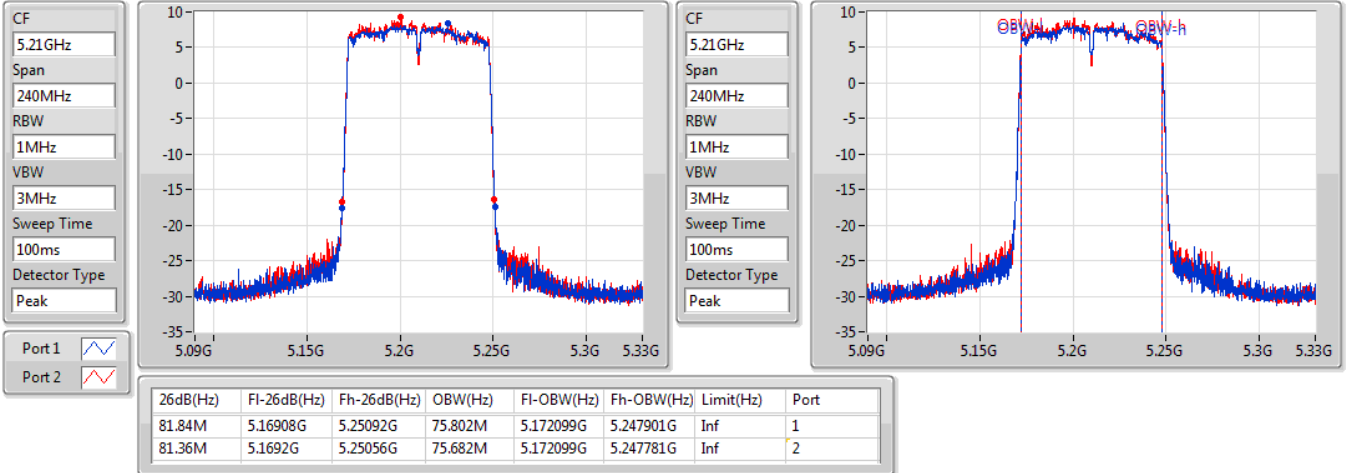 CF
5.21GHz
Span
240MHz
RBW
1MHz
VBW
3MHz
Sweep Time
100ms
Detector Type
Peak
Port 1
Port 2
10
5
0
-5
-10
-15
-20
-25
-30
-35
5.09G 5.15G 5.2G 5.25G 5.3G 5.33G
CF
5.21GHz
Span
240MHz
RBW
1MHz
VBW
3MHz
Sweep Time
100ms
Detector Type
Peak
10
5
0
-5
-10
-15
-20
-25
-30
-35
OBW-l OBW-h
5.09G 5.15G 5.2G 5.25G 5.3G 5.33G
26dB(Hz) Fl-26dB(Hz) Fh-26dB(Hz) OBW(Hz) Fl-OBW(Hz) Fh-OBW(Hz) Limit(Hz) Port
81.84M 5.16908G 5.25092G 75.802M 5.172099G 5.247901G Inf 1
81.36M 5.1692G 5.25056G 75.682M 5.172099G 5.247781G Inf 2